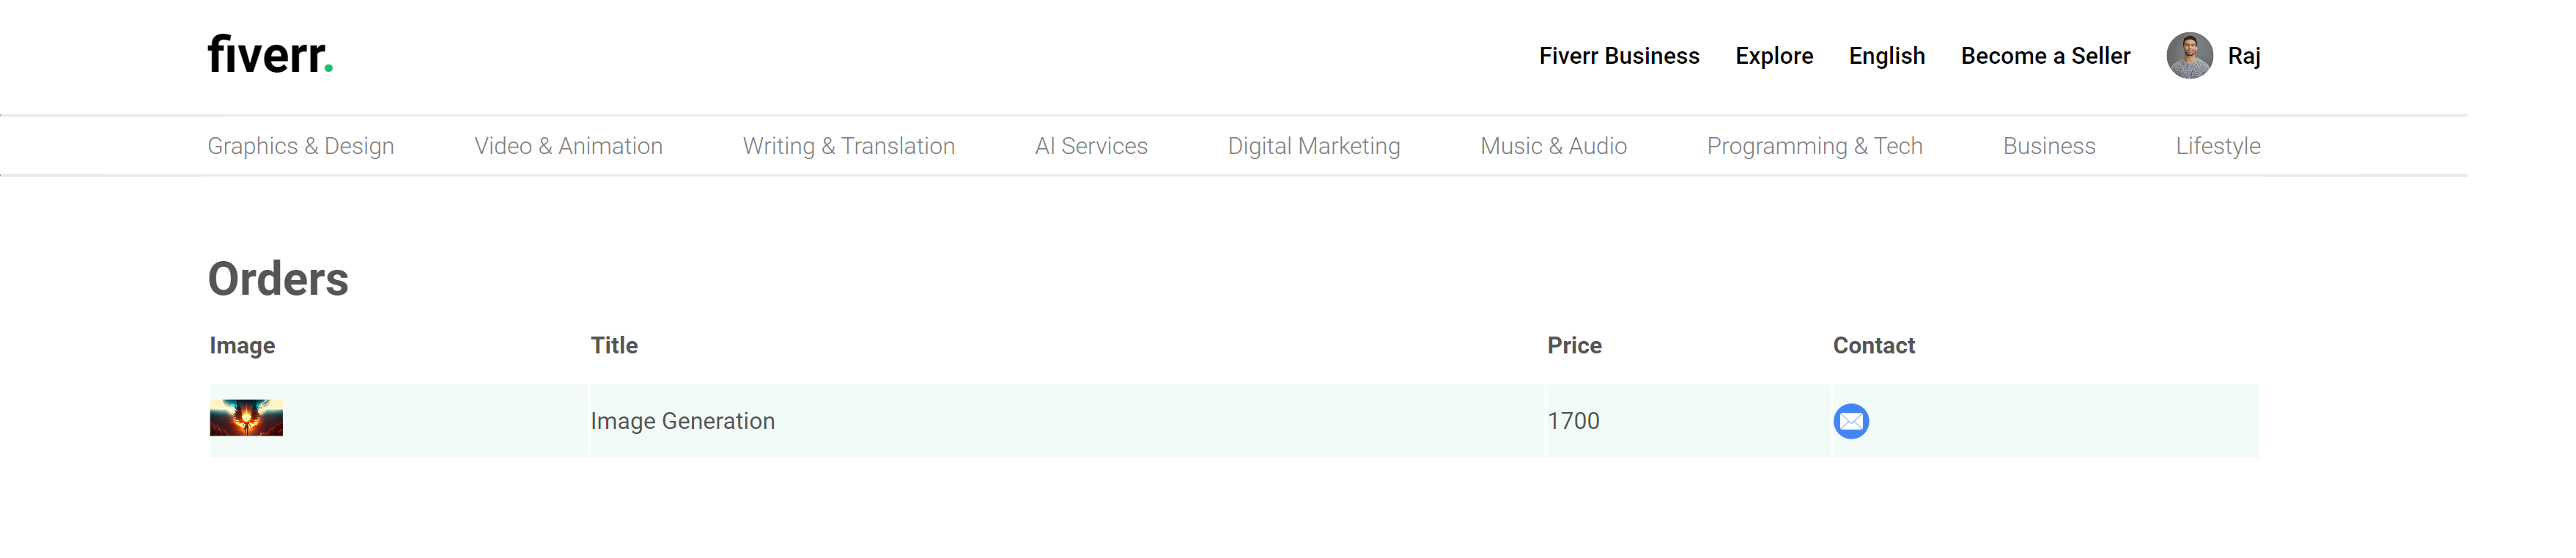 fiverr.
Fiverr Business Explore English Become a Seller Raj
Graphics & Design Video & Animation Writing & Translation AI Services Digital Marketing Music & Audio Programming & Tech Business Lifestyle
Orders
Image Title Price Contact
Image Generation 1700